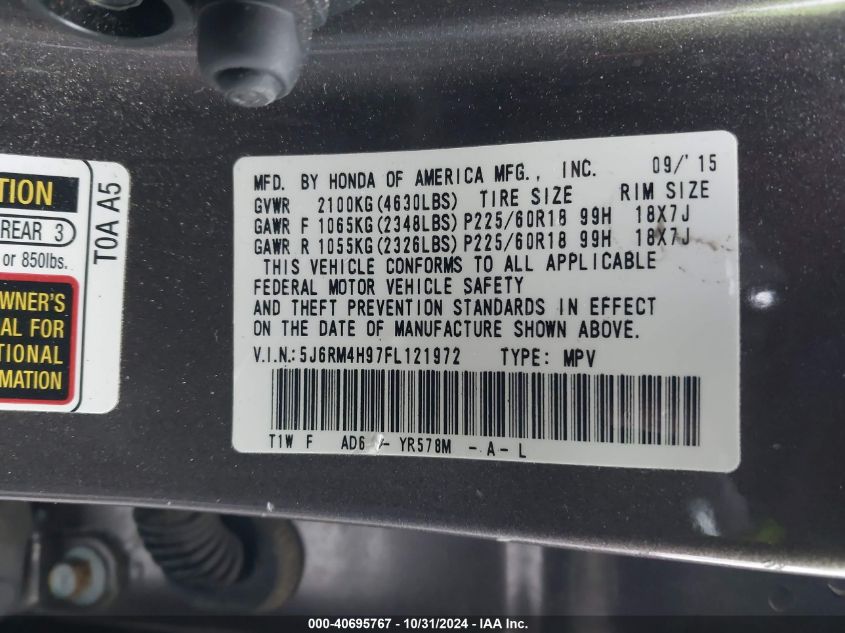 TION
REAR 3
or 850lbs.
WNER'S
AL FOR
TIONAL
MATION
T0A A5
MFD. BY HONDA OF AMERICA MFG., INC. 09/'15
GVWR 2100KG(4630LBS) TIRE SIZE RIM SIZE
GAWR F 1065KG(2348LBS) P225/60R18 99H 18X7J
GAWR R 1055KG(2326LBS) P225/60R18 99H 18X7J
THIS VEHICLE CONFORMS TO ALL APPLICABLE
FEDERAL MOTOR VEHICLE SAFETY
AND THEFT PREVENTION STANDARDS IN EFFECT
ON THE DATE OF MANUFACTURE SHOWN ABOVE.
V.I.N.:5J6RM4H97FL121972 TYPE: MPV
T1W F AD6 - YR578M - A - L
000-40695767 - 10/31/2024 - IAA Inc.